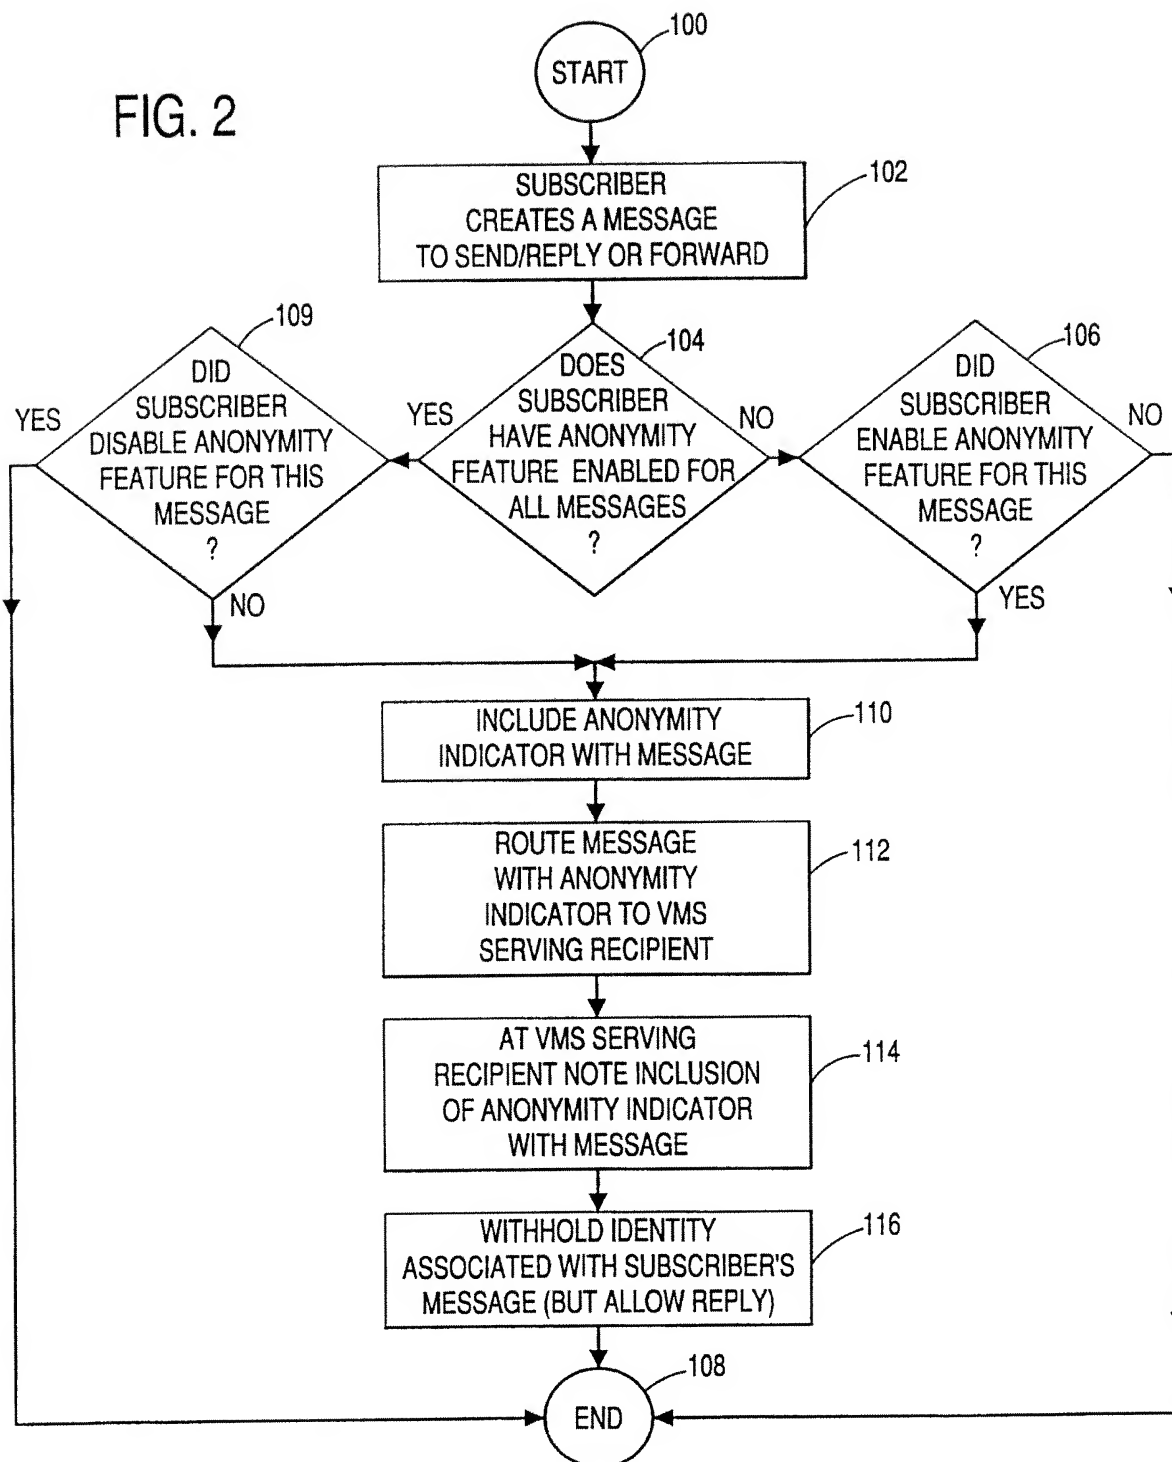 FIG. 2
100
START
102
SUBSCRIBER
CREATES A MESSAGE
TO SEND/REPLY OR FORWARD
109
DID
SUBSCRIBER
DISABLE ANONYMITY
FEATURE FOR THIS
MESSAGE
?
YES
NO
104
DOES
SUBSCRIBER
HAVE ANONYMITY
FEATURE ENABLED FOR
ALL MESSAGES
?
YES
NO
106
DID
SUBSCRIBER
ENABLE ANONYMITY
FEATURE FOR THIS
MESSAGE
?
NO
YES
110
INCLUDE ANONYMITY
INDICATOR WITH MESSAGE
112
ROUTE MESSAGE
WITH ANONYMITY
INDICATOR TO VMS
SERVING RECIPIENT
114
AT VMS SERVING
RECIPIENT NOTE INCLUSION
OF ANONYMITY INDICATOR
WITH MESSAGE
116
WITHHOLD IDENTITY
ASSOCIATED WITH SUBSCRIBER'S
MESSAGE (BUT ALLOW REPLY)
108
END